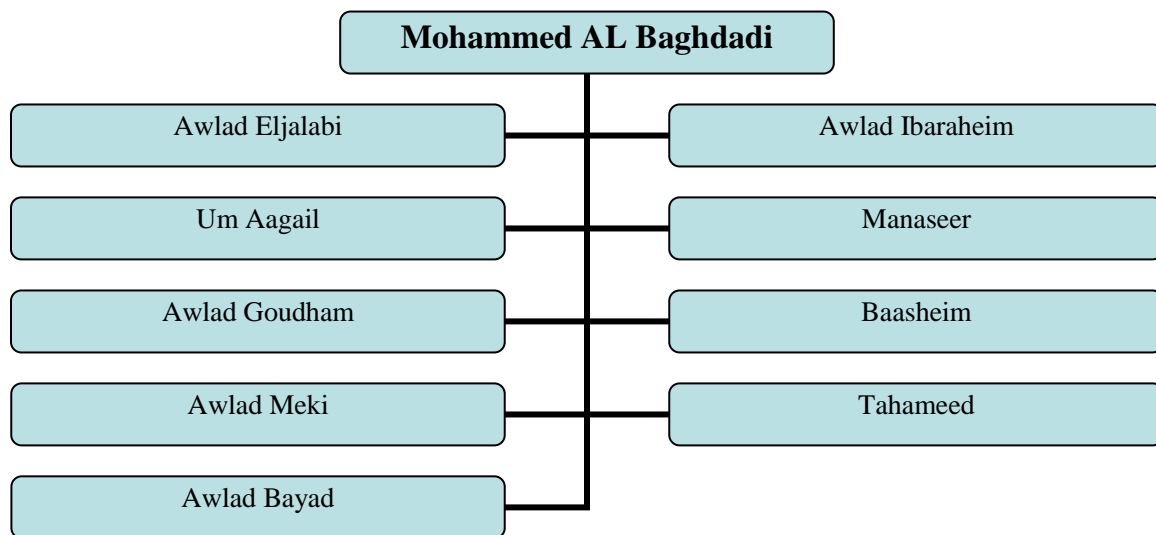 Mohammed AL Baghdadi
Awlad Eljalabi
Awlad Ibaraheim
Um Aagail
Manaseer
Awlad Goudham
Baasheim
Awlad Meki
Tahameed
Awlad Bayad